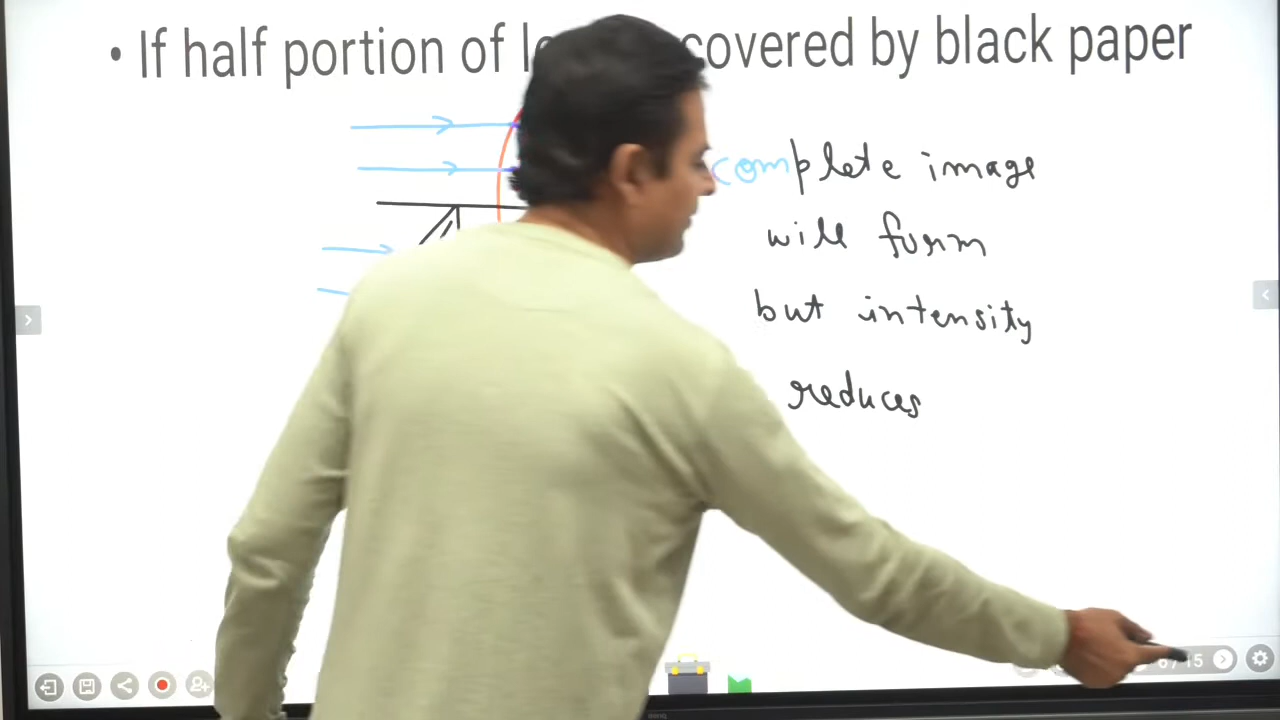 • If half portion of covered by black paper
complete image
will form
but intensity
reduces